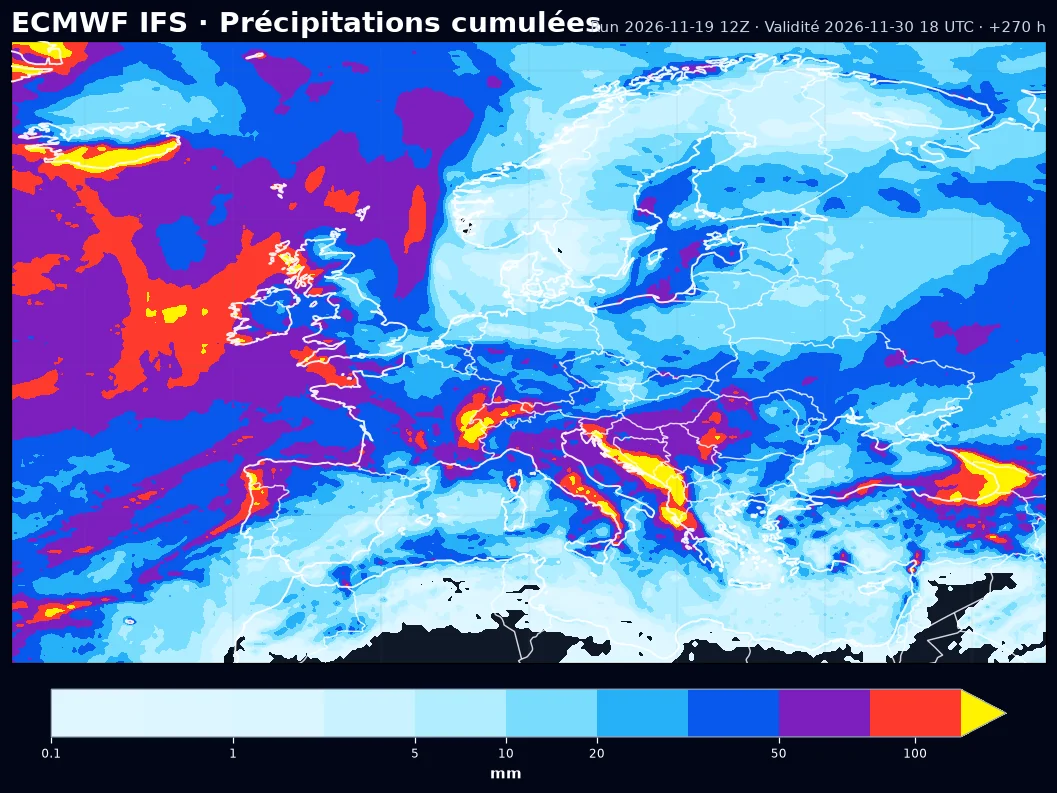 ECMWF IFS · Précipitations cumulées
Run 2026-11-19 12Z · Validité 2026-11-30 18 UTC · +270 h
0.1 1 5 10 20 50 100
mm